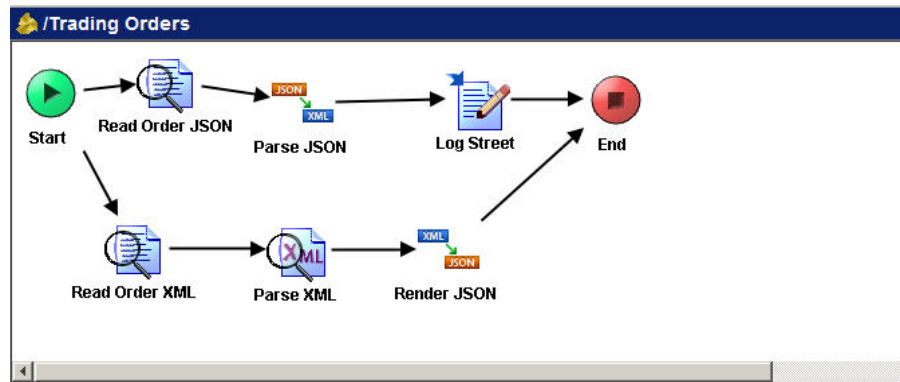 /Trading Orders
Start
Read Order JSON
JSON
XML
Parse JSON
Log Street
End
Read Order XML
XML
Parse XML
XML
JSON
Render JSON